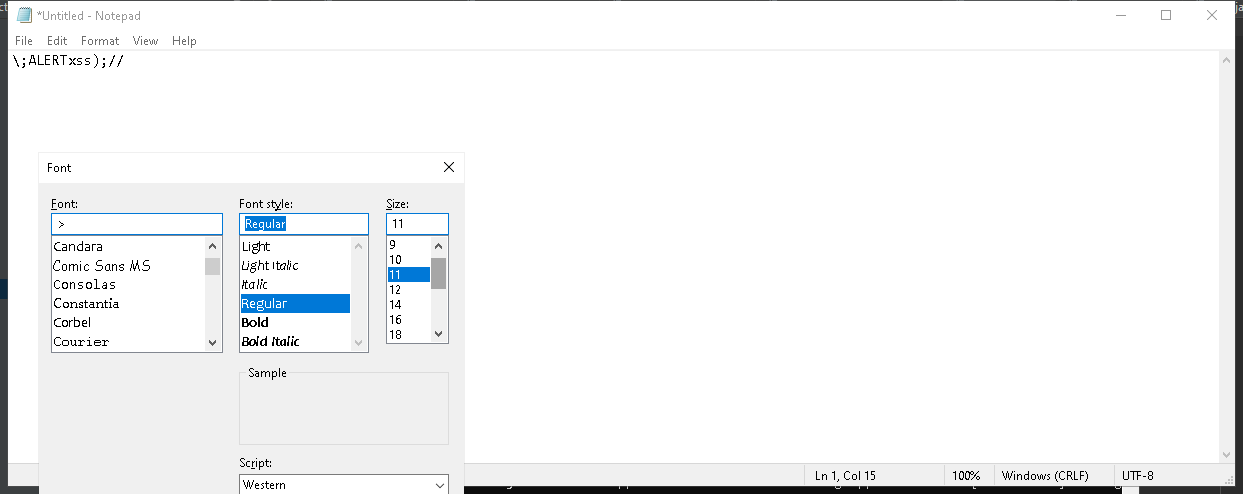 *Untitled - Notepad
File Edit Format View Help
\;ALERTxss);//
Font
Font: Font style: Size:
> Regular 11
Candara Light 9
Comic Sans MS Light Italic 10
Consolas Italic 11
Constantia Regular 12
Corbel Bold 14
Courier Bold Italic 16
18
Sample
Script:
Western
Ln 1, Col 15 100% Windows (CRLF) UTF-8